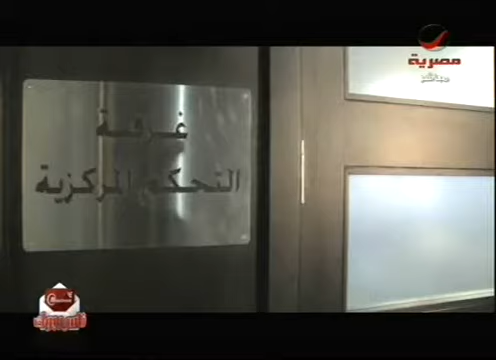 مصرية
مباشر
غرفة
التحكم المركزية